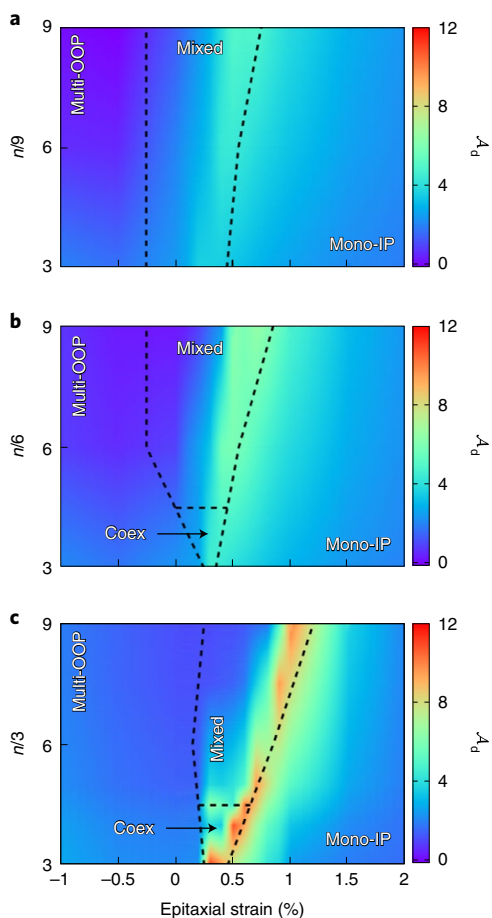 a
9
6
3
n/9
Multi-OOP
Mixed
Mono-IP
12
8
4
0
𝒜d
b
9
6
3
n/6
Multi-OOP
Mixed
Coex
Mono-IP
12
8
4
0
𝒜d
c
9
6
3
n/3
Multi-OOP
Mixed
Coex
Mono-IP
12
8
4
0
𝒜d
−1 −0.5 0 0.5 1 1.5 2
Epitaxial strain (%)